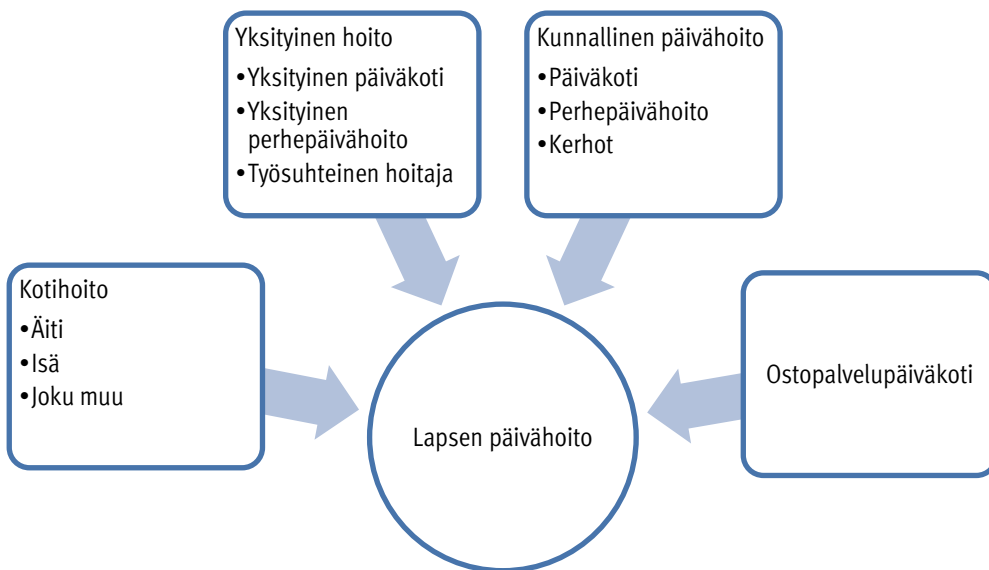 Yksityinen hoito
•Yksityinen päiväkoti
•Yksityinen
perhepäivähoito
•Työsuhteinen hoitaja
Kunnallinen päivähoito
•Päiväkoti
•Perhepäivähoito
•Kerhot
Kotihoito
•Äiti
•Isä
•Joku muu
Lapsen päivähoito
Ostopalvelupäiväkoti